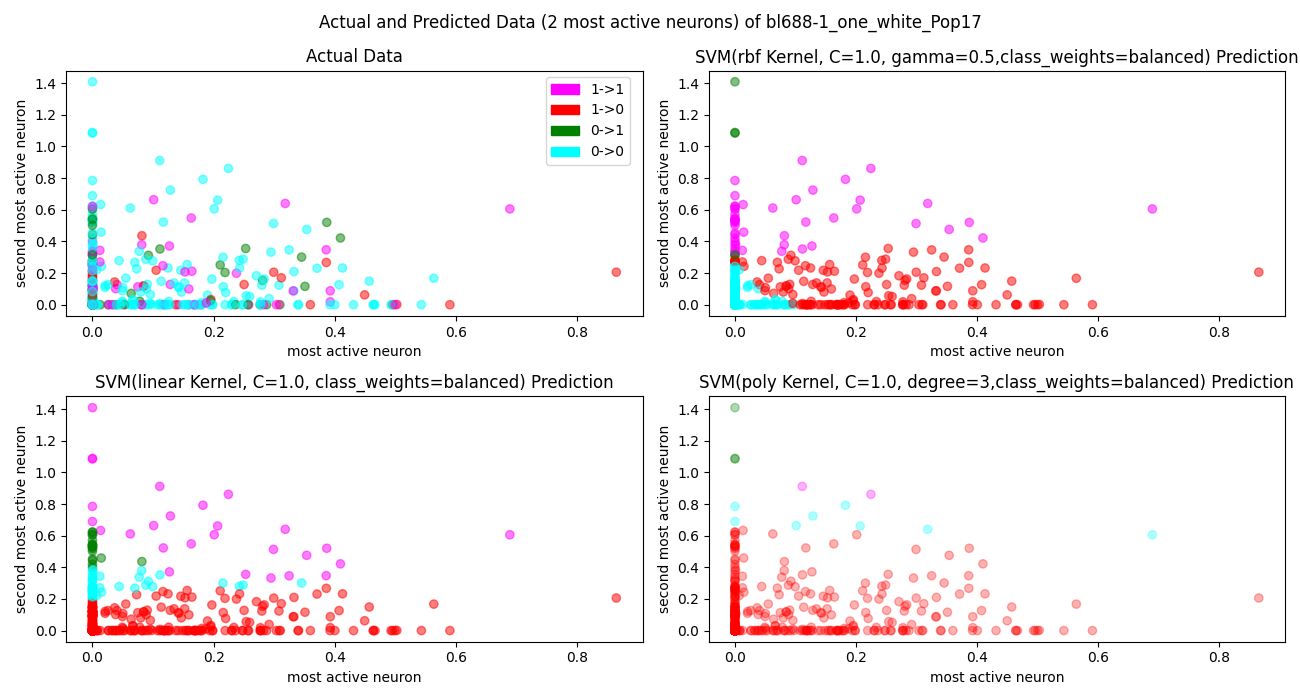 Actual and Predicted Data (2 most active neurons) of bl688-1_one_white_Pop17
Actual Data
1.4
1.2
1.0
0.8
0.6
0.4
0.2
0.0
second most active neuron
1->1
1->0
0->1
0->0
0.0 0.2 0.4 0.6 0.8
most active neuron
SVM(rbf Kernel, C=1.0, gamma=0.5,class_weights=balanced) Prediction
1.4
1.2
1.0
0.8
0.6
0.4
0.2
0.0
second most active neuron
0.0 0.2 0.4 0.6 0.8
most active neuron
SVM(linear Kernel, C=1.0, class_weights=balanced) Prediction
1.4
1.2
1.0
0.8
0.6
0.4
0.2
0.0
second most active neuron
0.0 0.2 0.4 0.6 0.8
most active neuron
SVM(poly Kernel, C=1.0, degree=3,class_weights=balanced) Prediction
1.4
1.2
1.0
0.8
0.6
0.4
0.2
0.0
second most active neuron
0.0 0.2 0.4 0.6 0.8
most active neuron